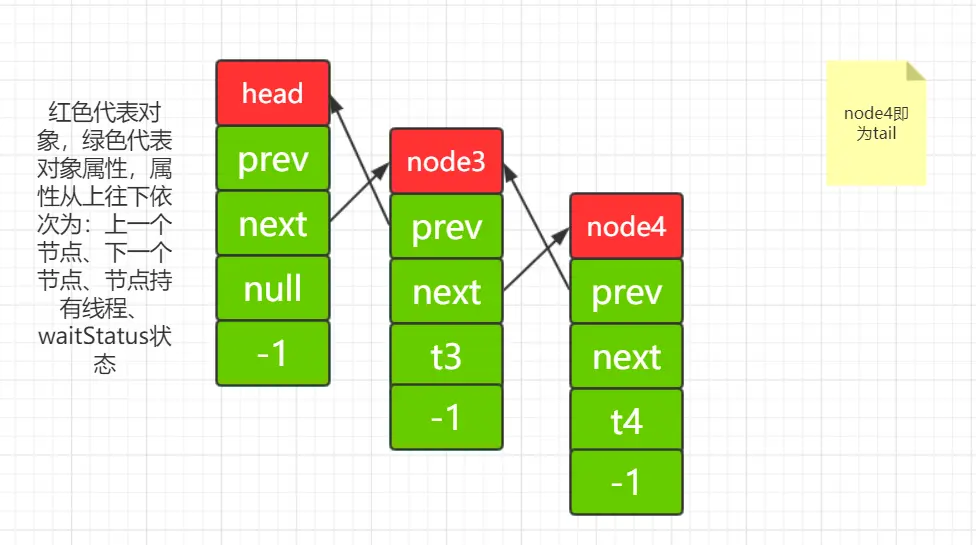 红色代表对
象，绿色代表
对象属性，属
性从上往下依
次为：上一个
节点、下一个
节点、节点持
有线程、
waitStatus状
态
head
prev
next
null
-1
node3
prev
next
t3
-1
node4
prev
next
t4
-1
node4即
为tail